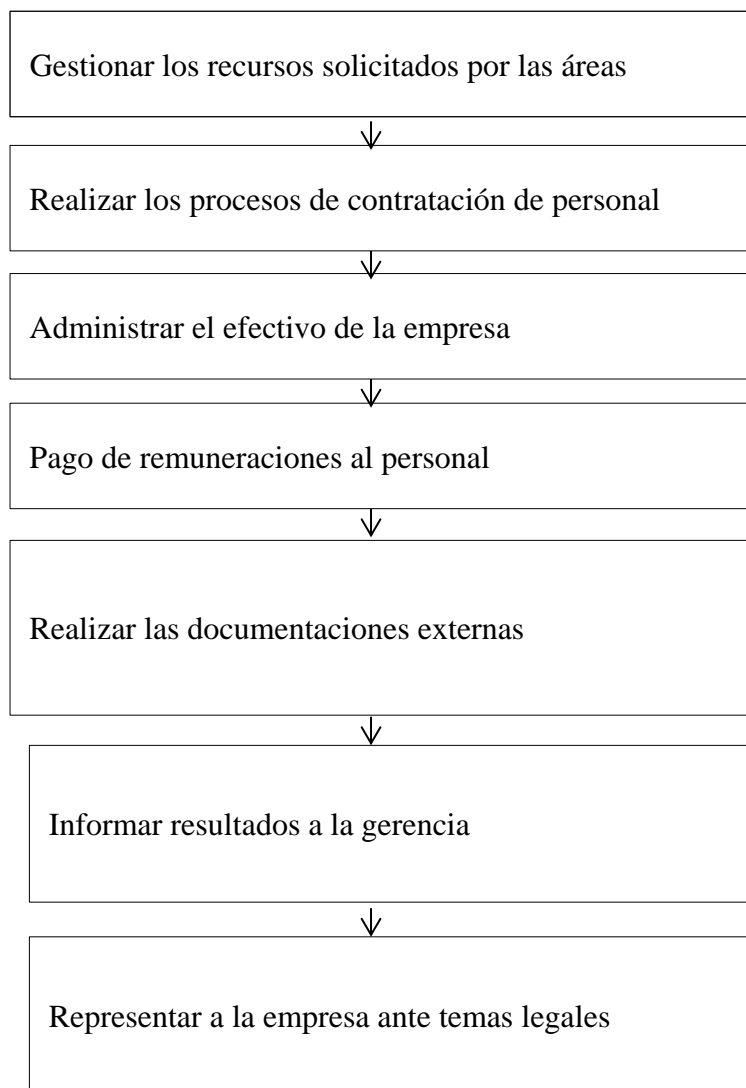 Gestionar los recursos solicitados por las áreas
Realizar los procesos de contratación de personal
Administrar el efectivo de la empresa
Pago de remuneraciones al personal
Realizar las documentaciones externas
Informar resultados a la gerencia
Representar a la empresa ante temas legales